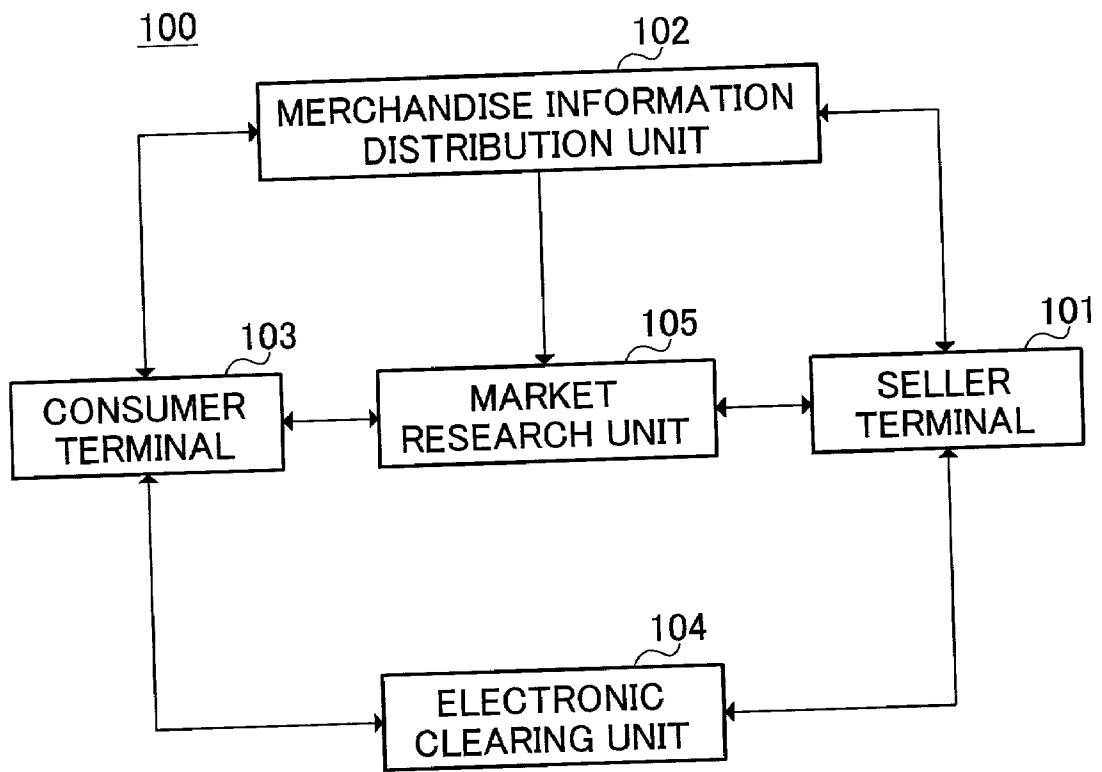 100
102
MERCHANDISE INFORMATION
DISTRIBUTION UNIT
103
CONSUMER
TERMINAL
105
MARKET
RESEARCH UNIT
101
SELLER
TERMINAL
104
ELECTRONIC
CLEARING UNIT